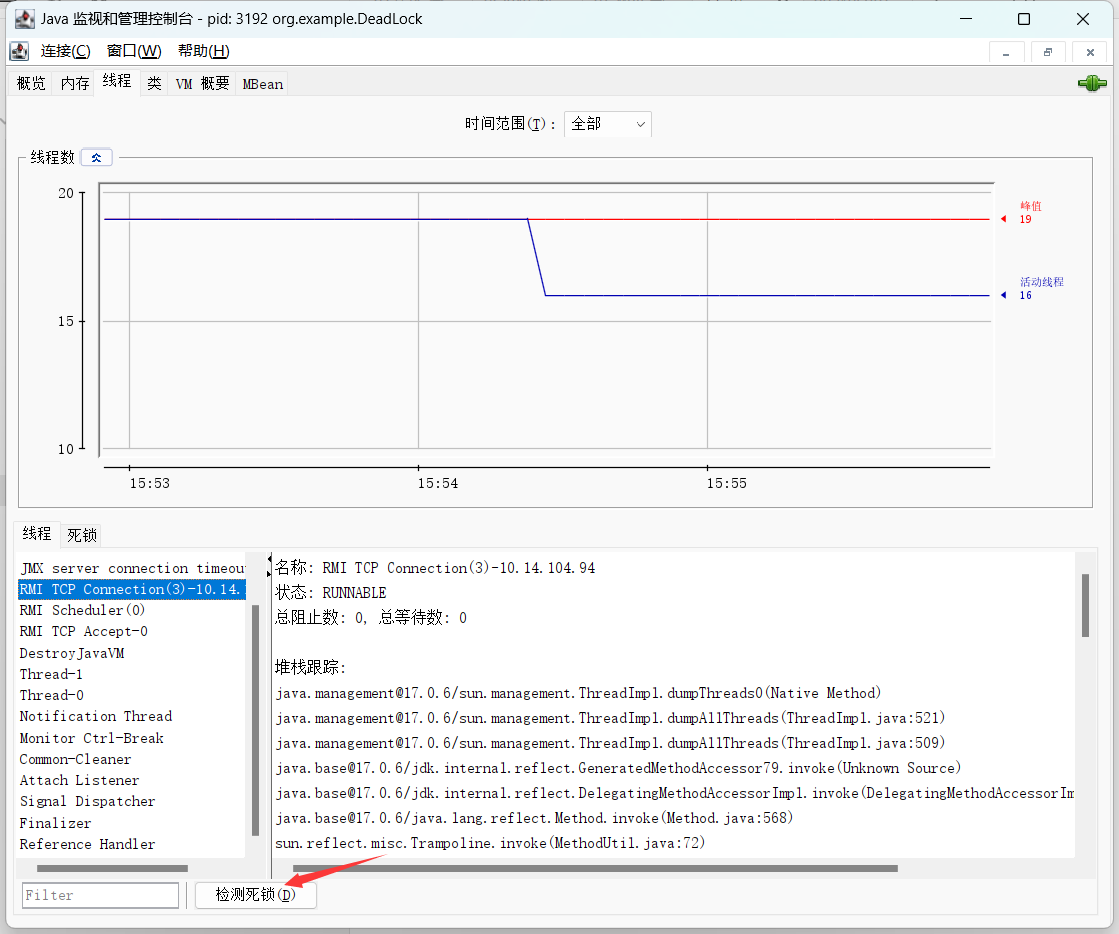 Java 监视和管理控制台 - pid: 3192 org.example.DeadLock
连接(C) 窗口(W) 帮助(H)
概览 内存 线程 类 VM 概要 MBean
时间范围(T): 全部
线程数
20
15
10
峰值
19
活动线程
16
15:53 15:54 15:55
线程 死锁
JMX server connection timeou
RMI TCP Connection(3)-10.14.
RMI Scheduler(0)
RMI TCP Accept-0
DestroyJavaVM
Thread-1
Thread-0
Notification Thread
Monitor Ctrl-Break
Common-Cleaner
Attach Listener
Signal Dispatcher
Finalizer
Reference Handler
名称: RMI TCP Connection(3)-10.14.104.94
状态: RUNNABLE
总阻止数: 0, 总等待数: 0
堆栈跟踪:
java.management@17.0.6/sun.management.ThreadImpl.dumpThreads0(Native Method)
java.management@17.0.6/sun.management.ThreadImpl.dumpAllThreads(ThreadImpl.java:521)
java.management@17.0.6/sun.management.ThreadImpl.dumpAllThreads(ThreadImpl.java:509)
java.base@17.0.6/jdk.internal.reflect.GeneratedMethodAccessor79.invoke(Unknown Source)
java.base@17.0.6/jdk.internal.reflect.DelegatingMethodAccessorImpl.invoke(DelegatingMethodAccessorIm
java.base@17.0.6/java.lang.reflect.Method.invoke(Method.java:568)
sun.reflect.misc.Trampoline.invoke(MethodUtil.java:72)
Filter
检测死锁(D)